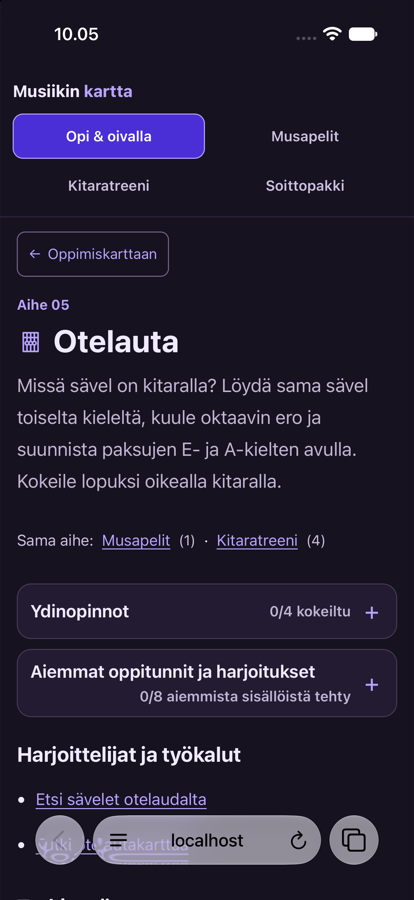 10.05
Musiikin kartta
Opi & oivalla
Musapelit
Kitaratreeni
Soittopakki
← Oppimiskarttaan
Aihe 05
Otelauta
Missä sävel on kitaralla? Löydä sama sävel
toiselta kieleltä, kuule oktaavin ero ja
suunnista paksujen E- ja A-kielten avulla.
Kokeile lopuksi oikealla kitaralla.
Sama aihe: Musapelit (1) · Kitaratreeni (4)
Ydinopinnot
0/4 kokeiltu +
Aiemmat oppitunnit ja harjoitukset
0/8 aiemmista sisällöistä tehty +
Harjoittelijat ja työkalut
• Etsi sävelet otelaudalta
localhost